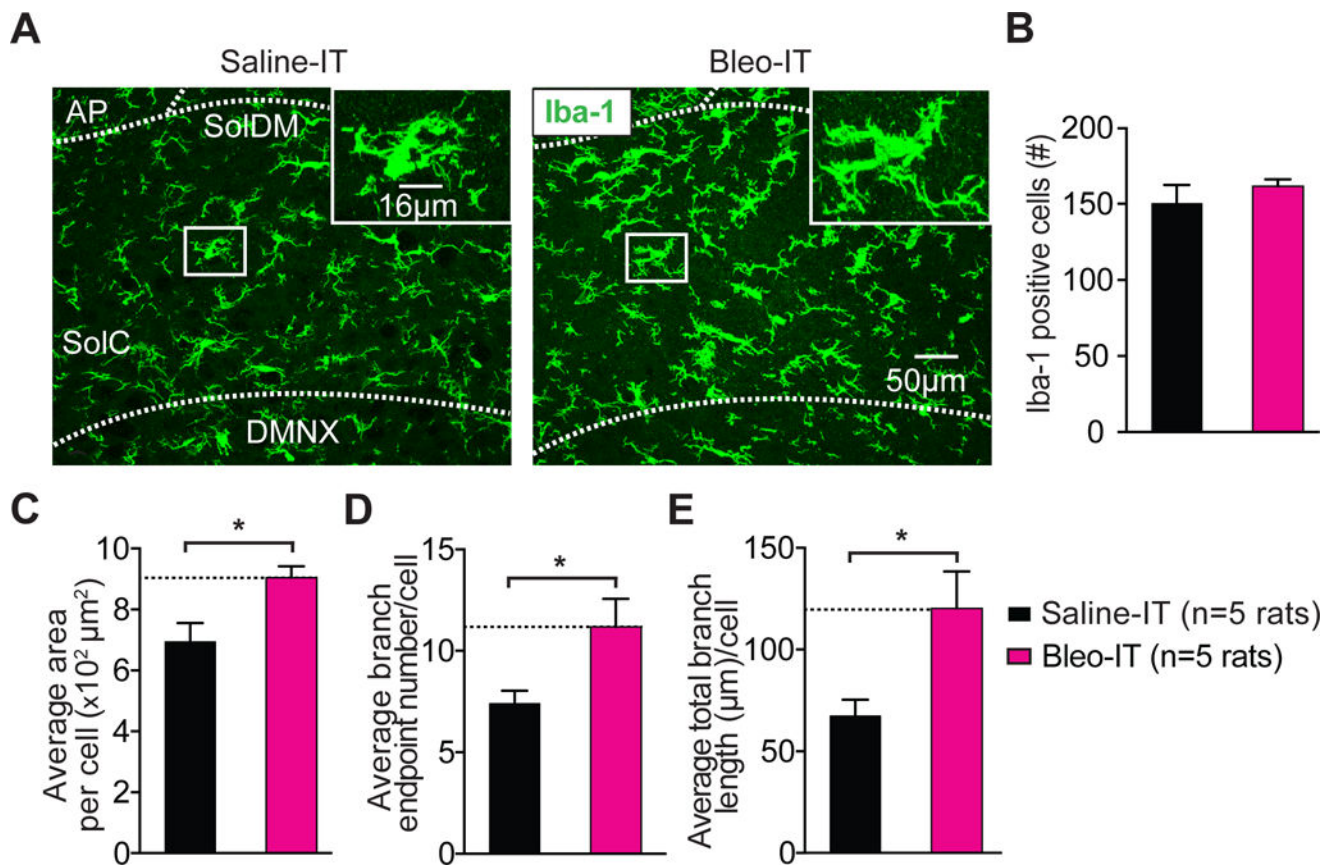 A
Saline-IT
Bleo-IT
AP
SolDM
16µm
SolC
DMNX
Iba-1
50µm
B
Iba-1 positive cells (#)
200
150
100
50
0
C
Average area
per cell (x10² µm²)
10
8
6
4
2
0
*
D
Average branch
endpoint number/cell
15
10
5
0
*
E
Average total branch
length (µm)/cell
150
100
50
0
*
Saline-IT (n=5 rats)
Bleo-IT (n=5 rats)